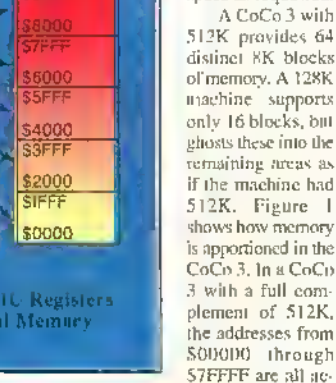 $8000
$7FFF
$6000
$5FFF
$4000
$3FFF
$2000
$1FFF
$0000
IC Registers
l Memory
A CoCo 3 with
512K provides 64
distinct 8K blocks
of memory. A 128K
machine supports
only 16 blocks, but
ghosts these into the
remaining areas as
if the machine had
512K. Figure 1
shows how memory
is apportioned in the
CoCo 3. In a CoCo
3 with a full com-
plement of 512K,
the addresses from
$00000 through
$7FFFF are all ac-